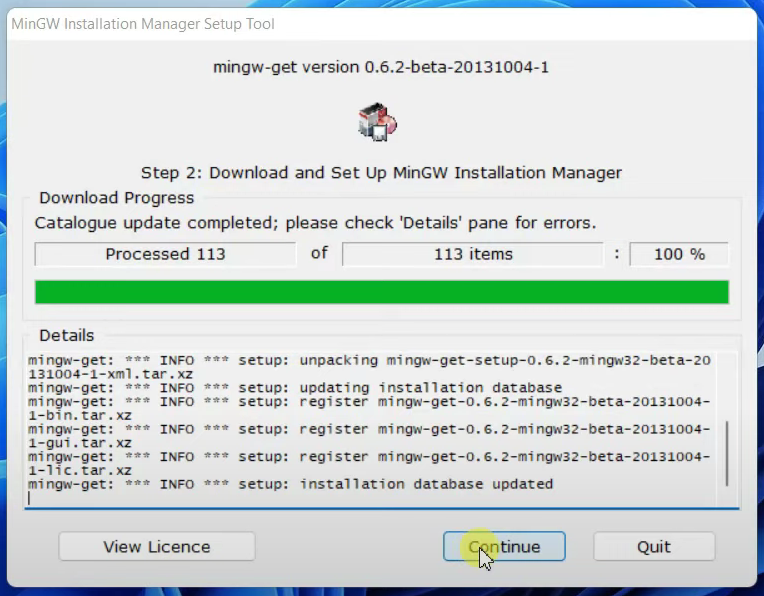 MinGW Installation Manager Setup Tool
mingw-get version 0.6.2-beta-20131004-1
Step 2: Download and Set Up MinGW Installation Manager
Download Progress
Catalogue update completed; please check 'Details' pane for errors.
Processed 113 of 113 items : 100 %
Details
mingw-get: *** INFO *** setup: unpacking mingw-get-setup-0.6.2-mingw32-beta-20
131004-1-xml.tar.xz
mingw-get: *** INFO *** setup: updating installation database
mingw-get: *** INFO *** setup: register mingw-get-0.6.2-mingw32-beta-20131004-
1-bin.tar.xz
mingw-get: *** INFO *** setup: register mingw-get-0.6.2-mingw32-beta-20131004-
1-gui.tar.xz
mingw-get: *** INFO *** setup: register mingw-get-0.6.2-mingw32-beta-20131004-
1-lic.tar.xz
mingw-get: *** INFO *** setup: installation database updated
View Licence Continue Quit